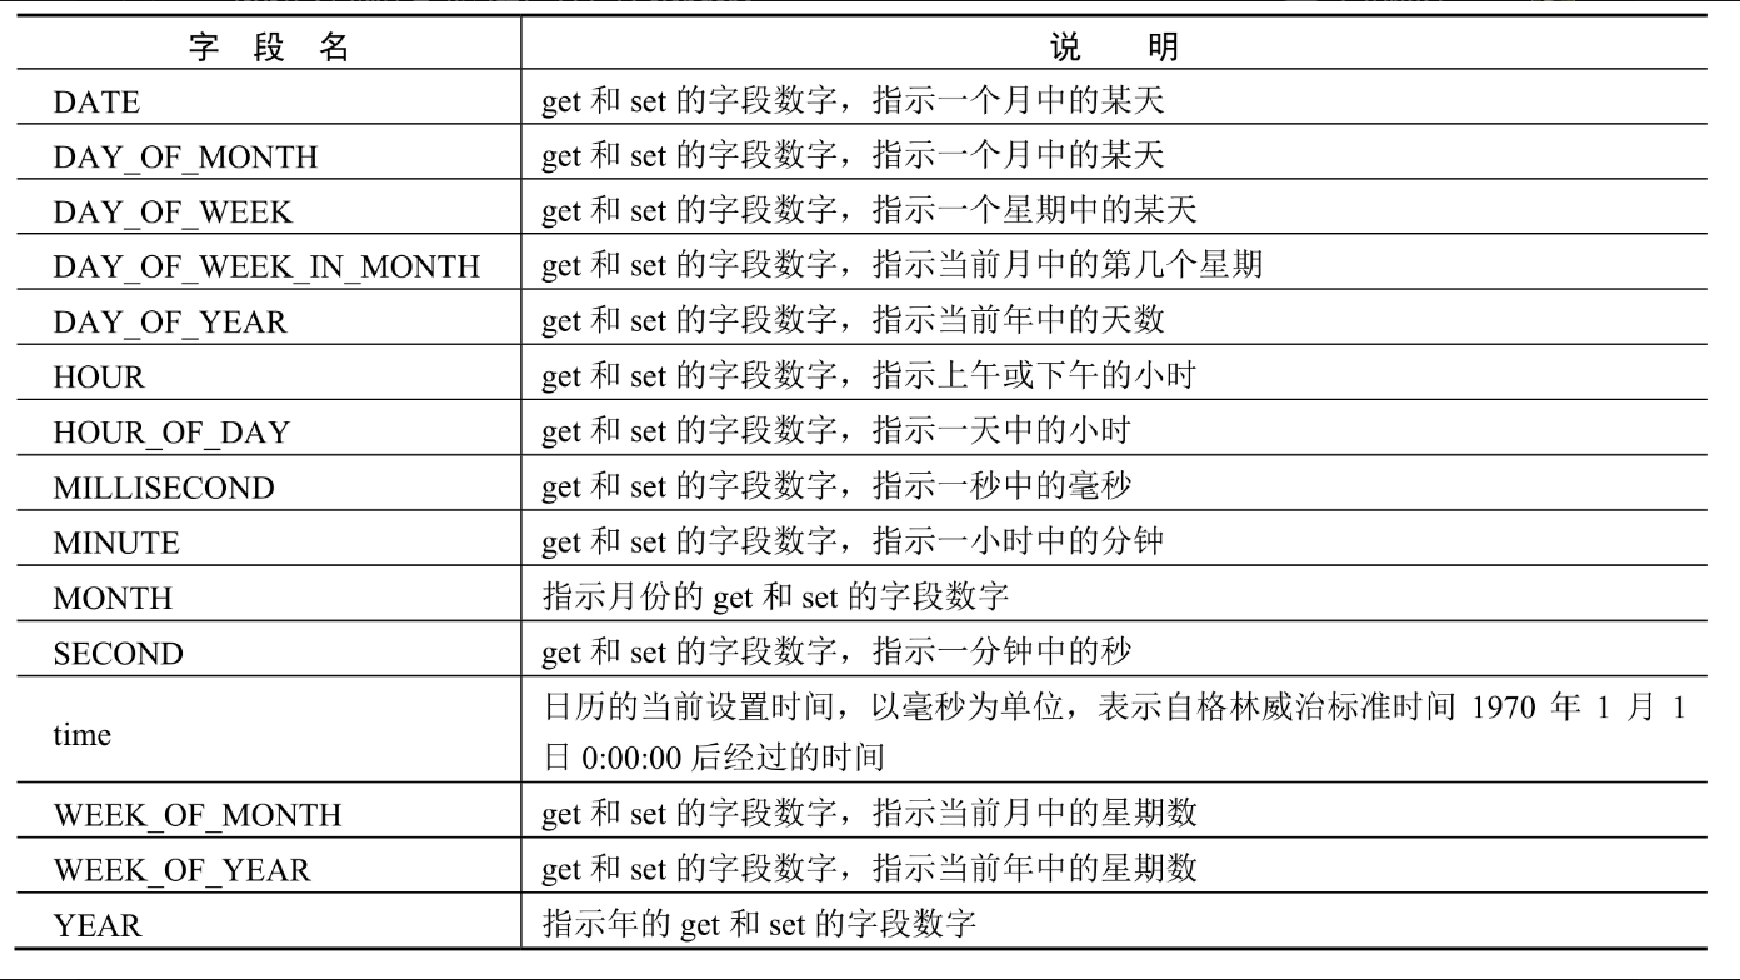 字 段 名 说 明
DATE get 和 set 的字段数字，指示一个月中的某天
DAY_OF_MONTH get 和 set 的字段数字，指示一个月中的某天
DAY_OF_WEEK get 和 set 的字段数字，指示一个星期中的某天
DAY_OF_WEEK_IN_MONTH get 和 set 的字段数字，指示当前月中的第几个星期
DAY_OF_YEAR get 和 set 的字段数字，指示当前年中的天数
HOUR get 和 set 的字段数字，指示上午或下午的小时
HOUR_OF_DAY get 和 set 的字段数字，指示一天中的小时
MILLISECOND get 和 set 的字段数字，指示一秒中的毫秒
MINUTE get 和 set 的字段数字，指示一小时中的分钟
MONTH 指示月份的 get 和 set 的字段数字
SECOND get 和 set 的字段数字，指示一分钟中的秒
time 日历的当前设置时间，以毫秒为单位，表示自格林威治标准时间 1970 年 1 月 1
日 0:00:00 后经过的时间
WEEK_OF_MONTH get 和 set 的字段数字，指示当前月中的星期数
WEEK_OF_YEAR get 和 set 的字段数字，指示当前年中的星期数
YEAR 指示年的 get 和 set 的字段数字